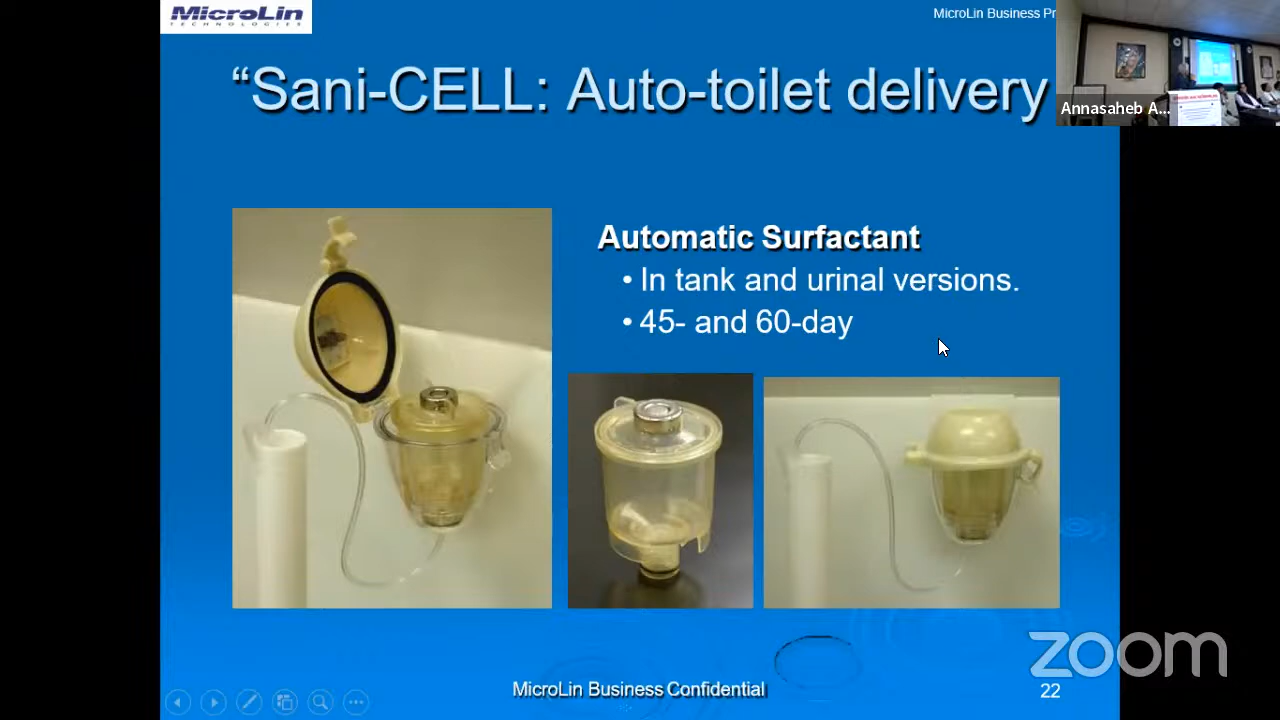 MicroLin
TECHNOLOGIES
MicroLin Business Pr
“Sani-CELL: Auto-toilet delivery
Annasaheb A...
Automatic Surfactant
• In tank and urinal versions.
• 45- and 60-day
MicroLin Business Confidential
22
zoom